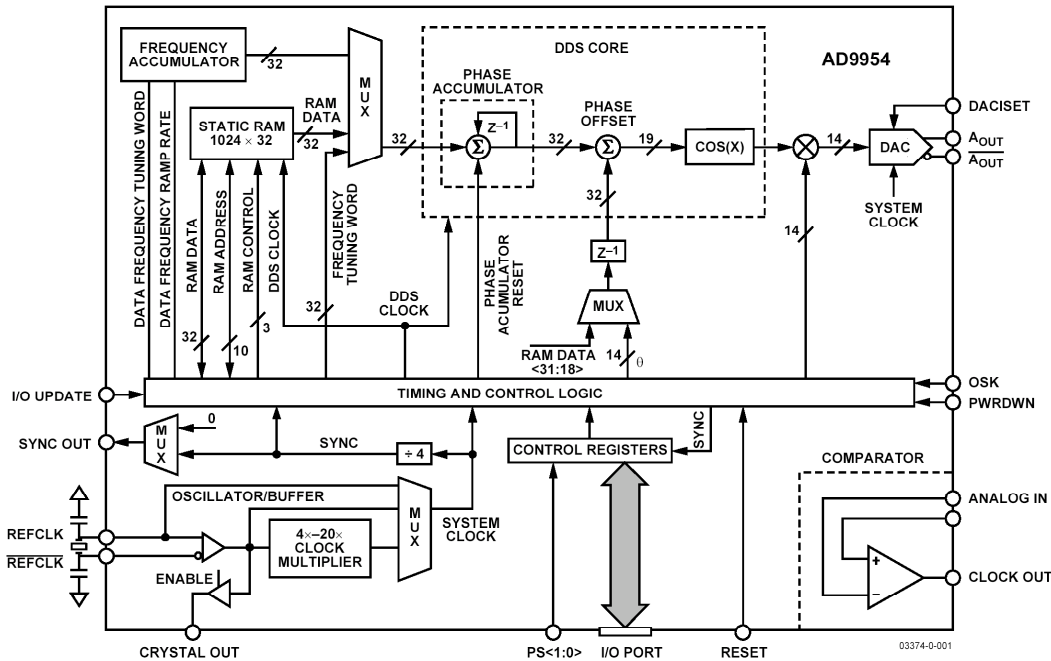 FREQUENCY
ACCUMULATOR
32
MUX
DDS CORE
AD9954
PHASE
ACCUMULATOR
PHASE
OFFSET
Z–1
Σ
32
32
Σ
19
COS(X)
14
DAC
DACISET
AOUT
AOUT
SYSTEM
CLOCK
STATIC RAM
1024 × 32
RAM
DATA
32
DATA FREQUENCY TUNING WORD
DATA FREQUENCY RAMP RATE
RAM DATA
RAM ADDRESS
RAM CONTROL
DDS CLOCK
FREQUENCY
TUNING WORD
32
10
3
32
DDS
CLOCK
PHASE
ACUMULATOR
RESET
32
Z–1
MUX
RAM DATA
<31:18>
14
θ
14
I/O UPDATE
TIMING AND CONTROL LOGIC
OSK
PWRDWN
SYNC OUT
MUX
0
SYNC
÷ 4
CONTROL REGISTERS
SYNC
OSCILLATOR/BUFFER
REFCLK
REFCLK
4×–20×
CLOCK
MULTIPLIER
MUX
SYSTEM
CLOCK
ENABLE
COMPARATOR
ANALOG IN
+
–
CLOCK OUT
CRYSTAL OUT
PS<1:0>
I/O PORT
RESET
03374-0-001